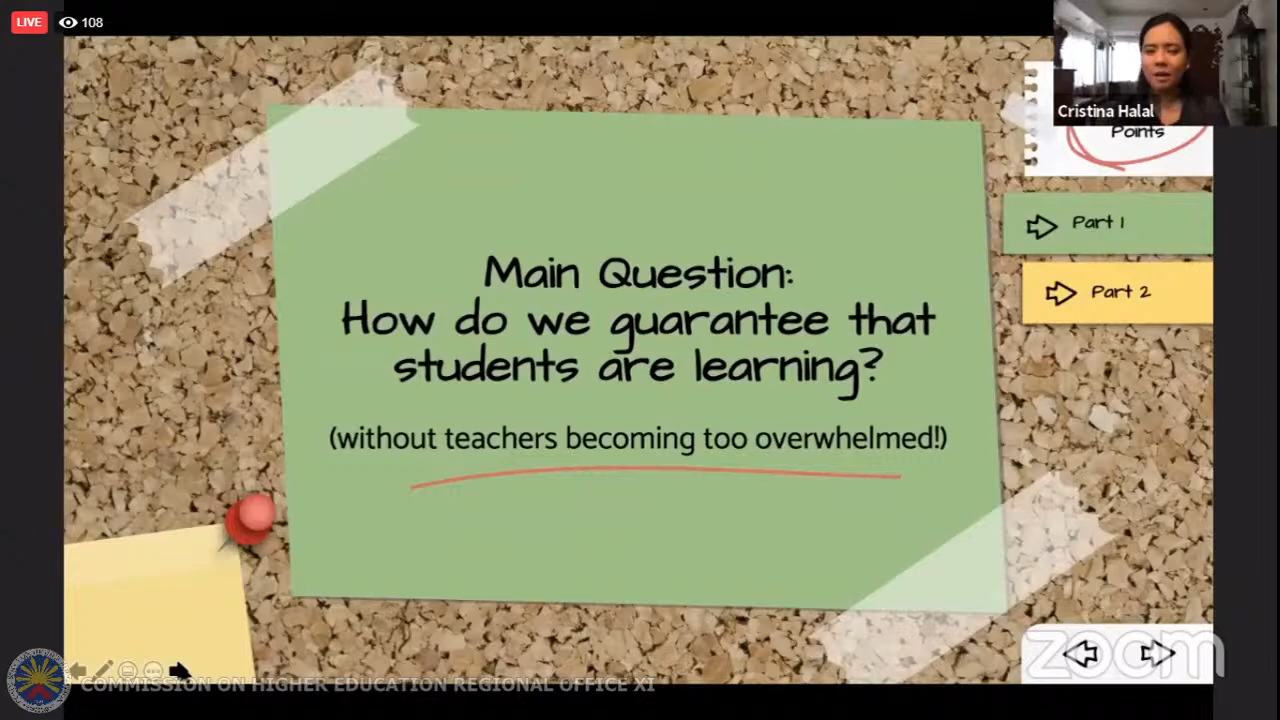 LIVE 108
Cristina Halal
Points
Part 1
Part 2
Main Question:
How do we guarantee that
students are learning?
(without teachers becoming too overwhelmed!)
zoom
COMMISSION ON HIGHER EDUCATION REGIONAL OFFICE XI